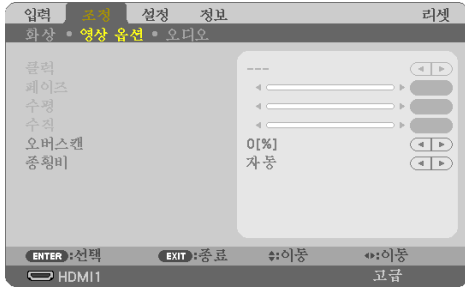 입력 조정 설정 정보 리셋
화상 • 영상 옵션 • 오디오
클럭 ---
페이즈
수평
수직
오버스캔 0[%]
종횡비 자동
ENTER :선택 EXIT :종료 :이동 :이동
HDMI1 고급